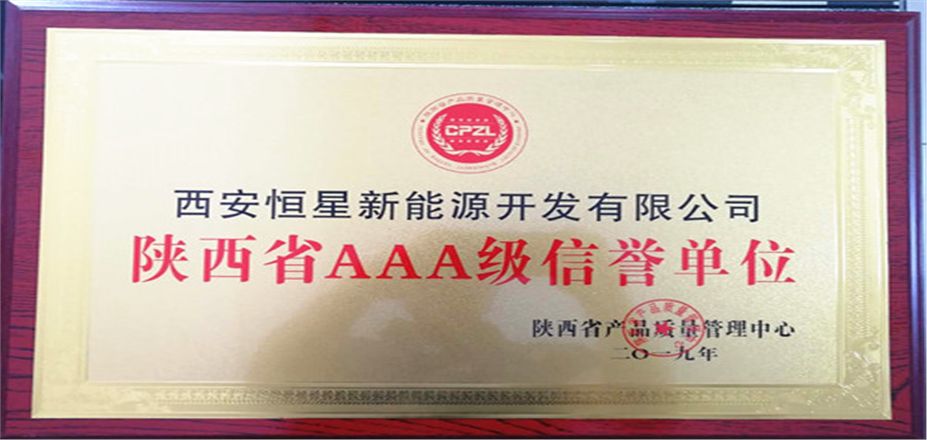 CPZL
西安恒星新能源开发有限公司
陕西省AAA级信誉单位
陕西省产品质量管理中心
二〇一九年